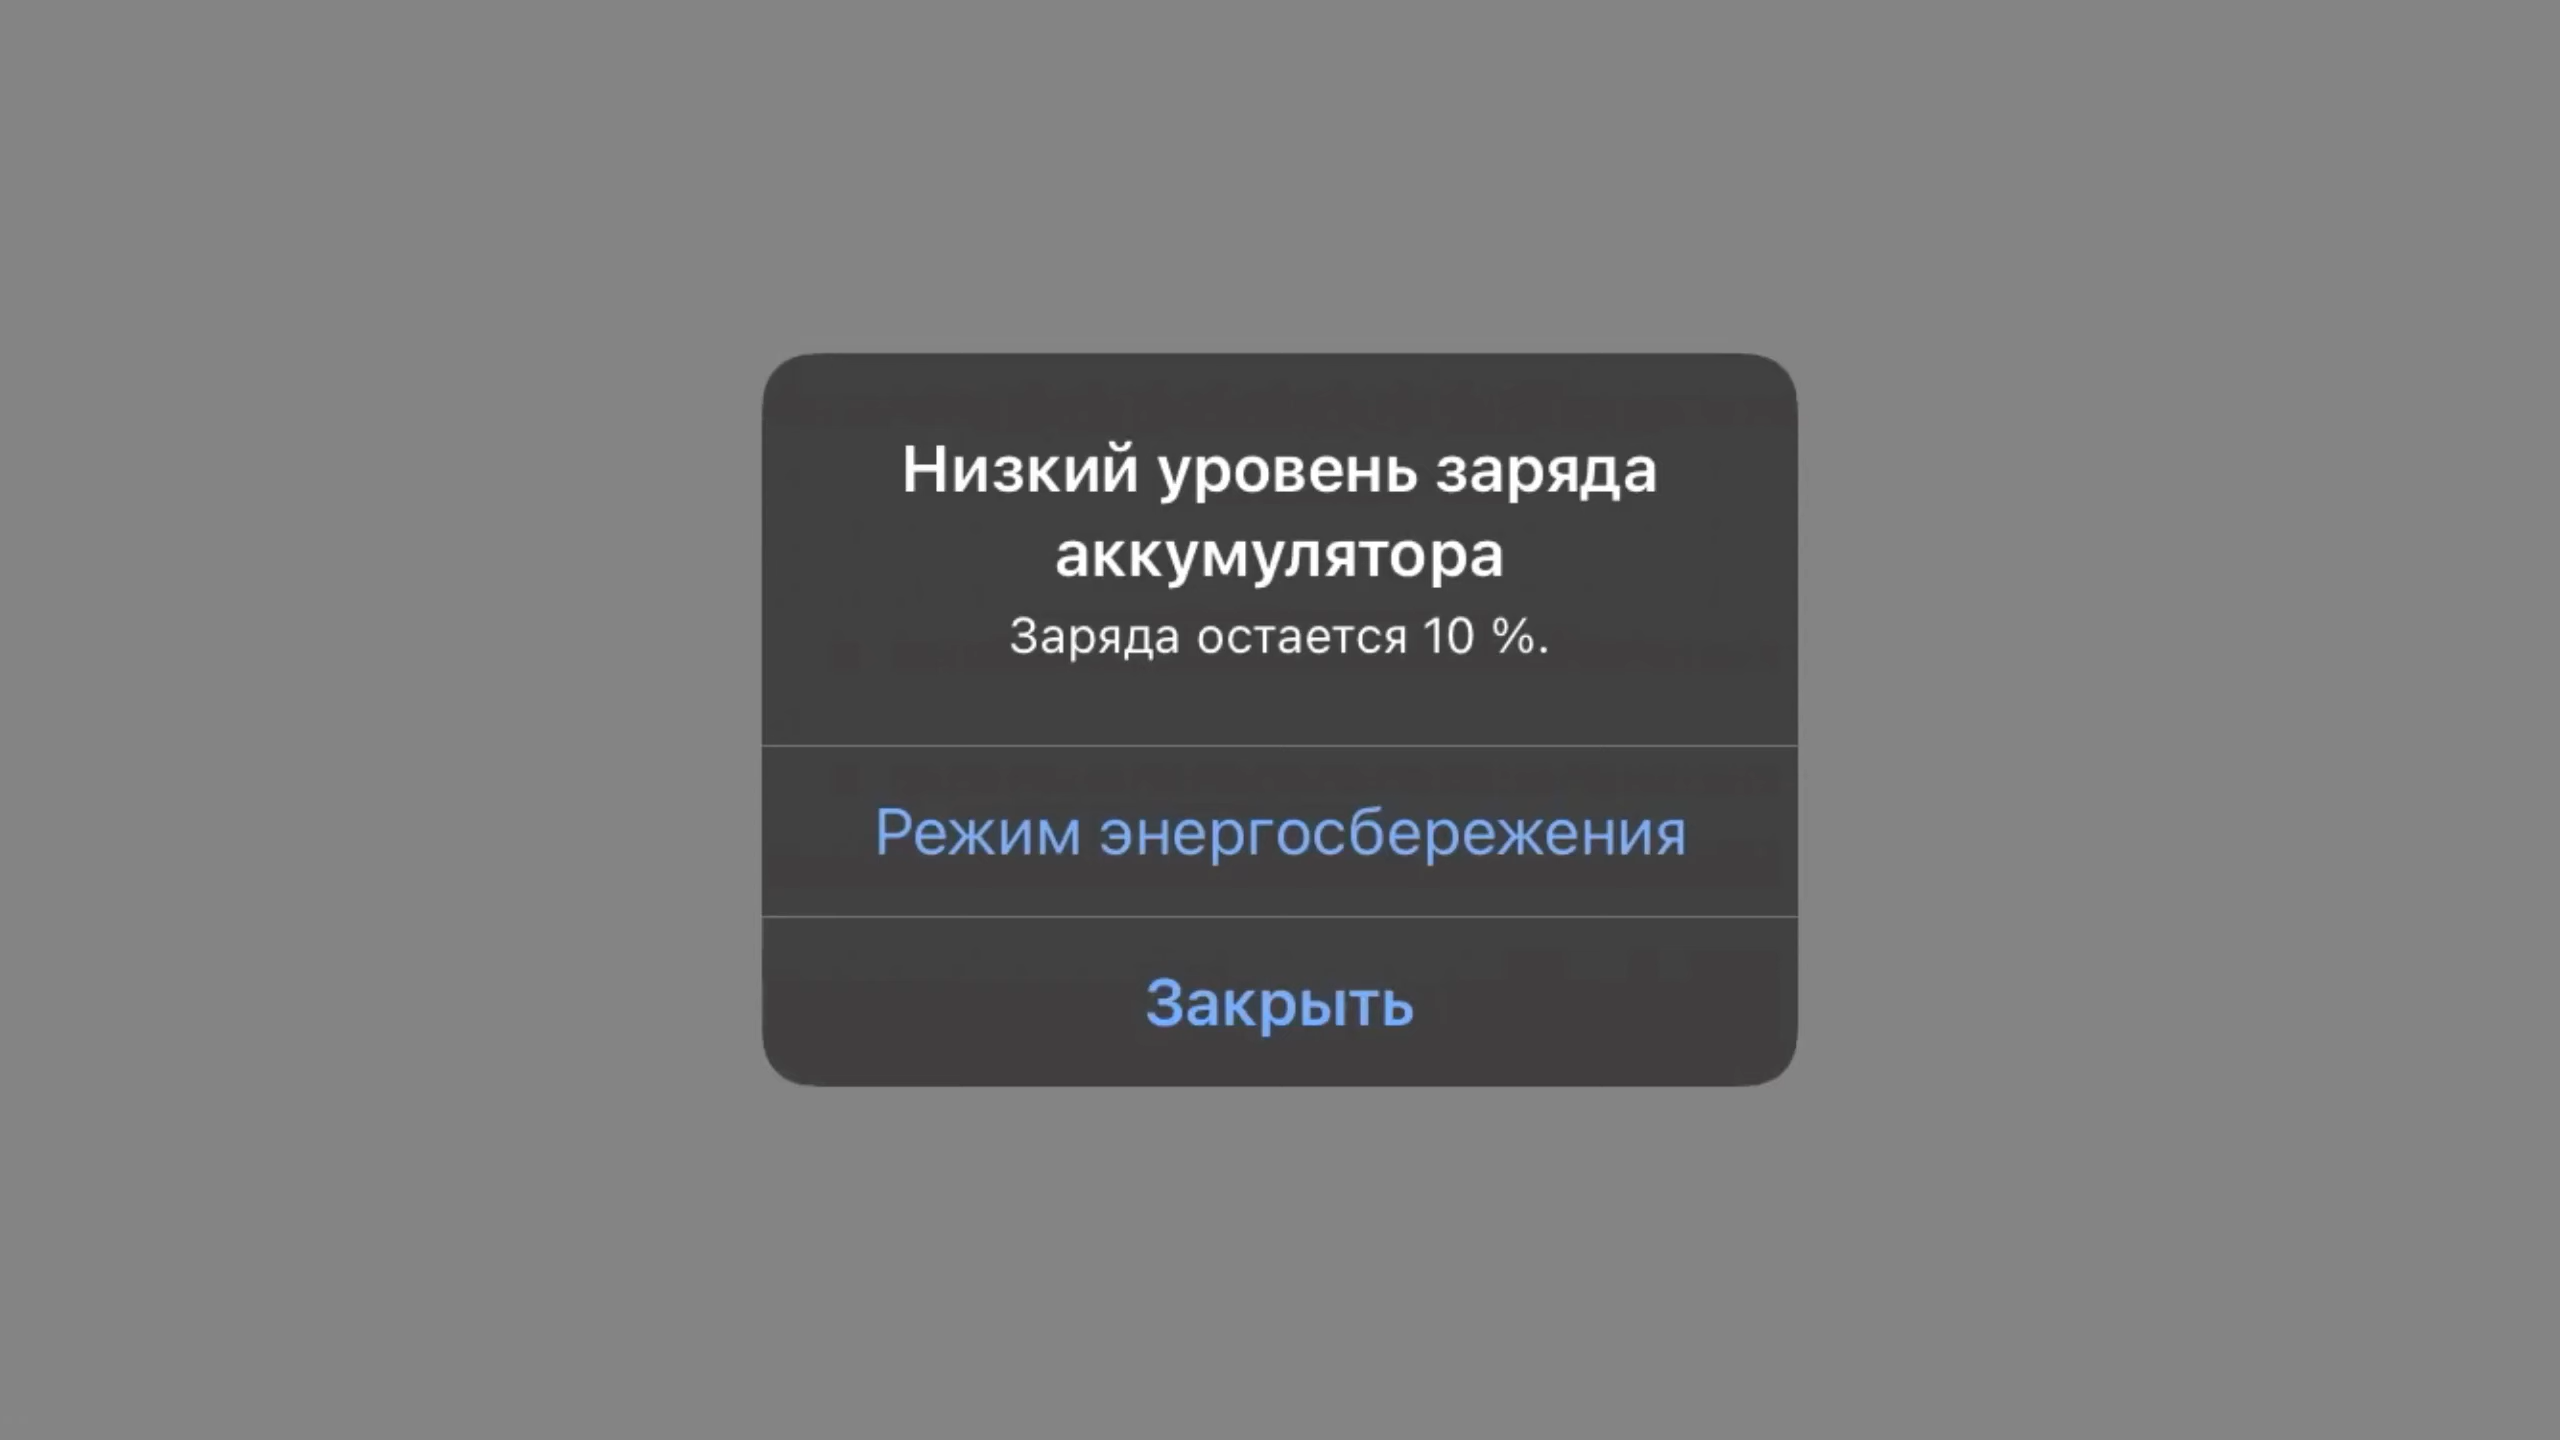 Низкий уровень заряда
аккумулятора
Заряда остается 10 %.
Режим энергосбережения
Закрыть